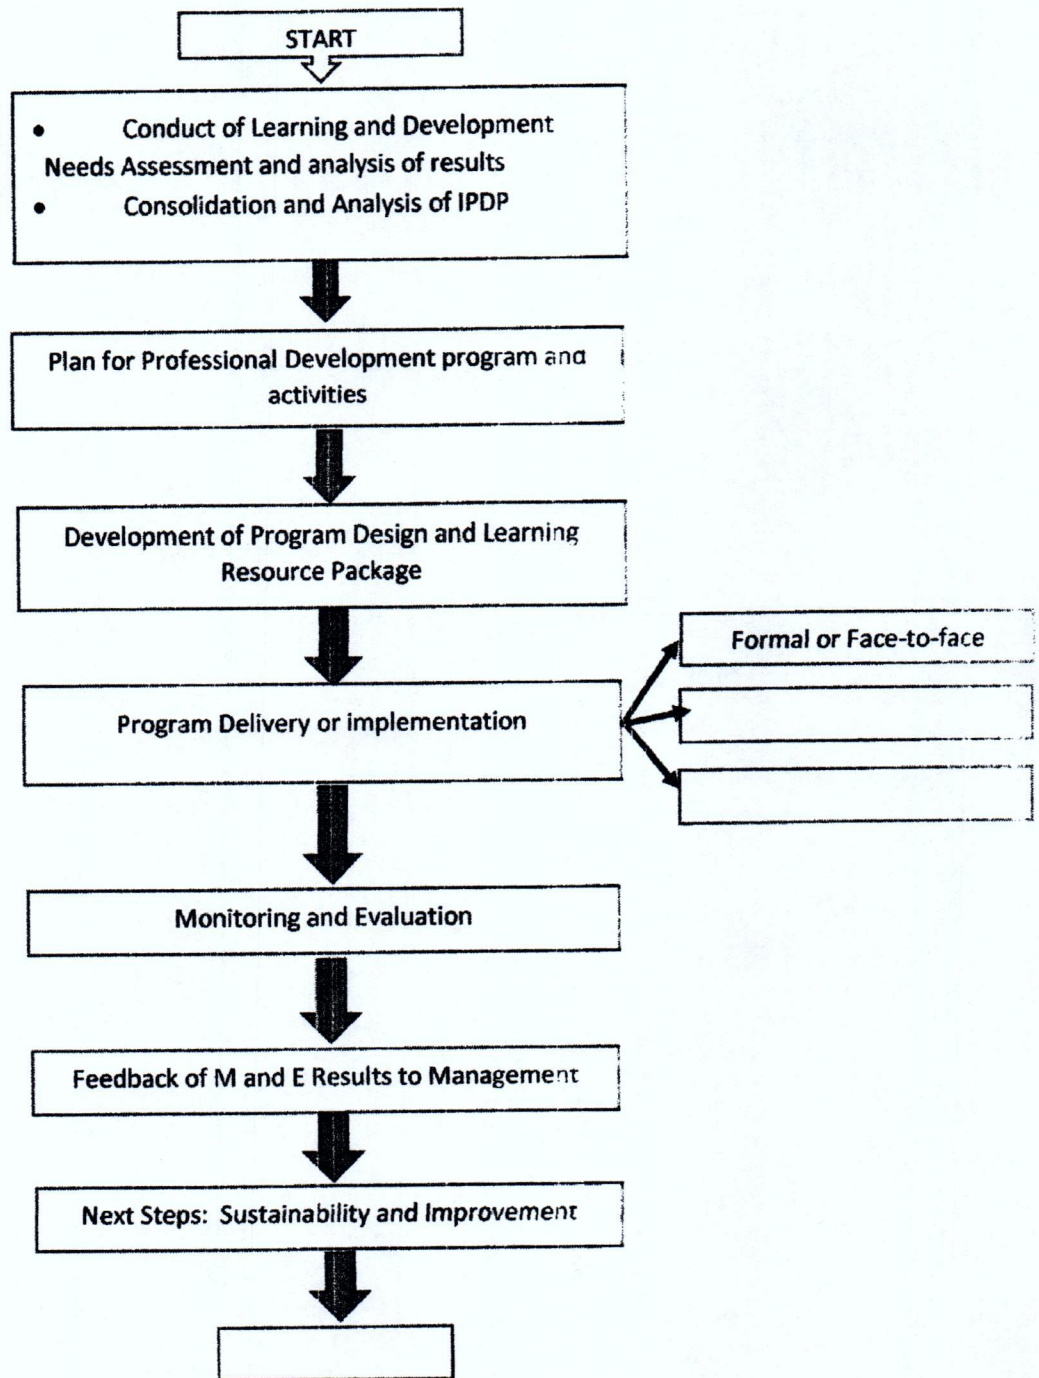 START
• Conduct of Learning and Development
Needs Assessment and analysis of results
• Consolidation and Analysis of IPDP
Plan for Professional Development program and
activities
Development of Program Design and Learning
Resource Package
Program Delivery or implementation
Formal or Face-to-face
Monitoring and Evaluation
Feedback of M and E Results to Management
Next Steps: Sustainability and Improvement